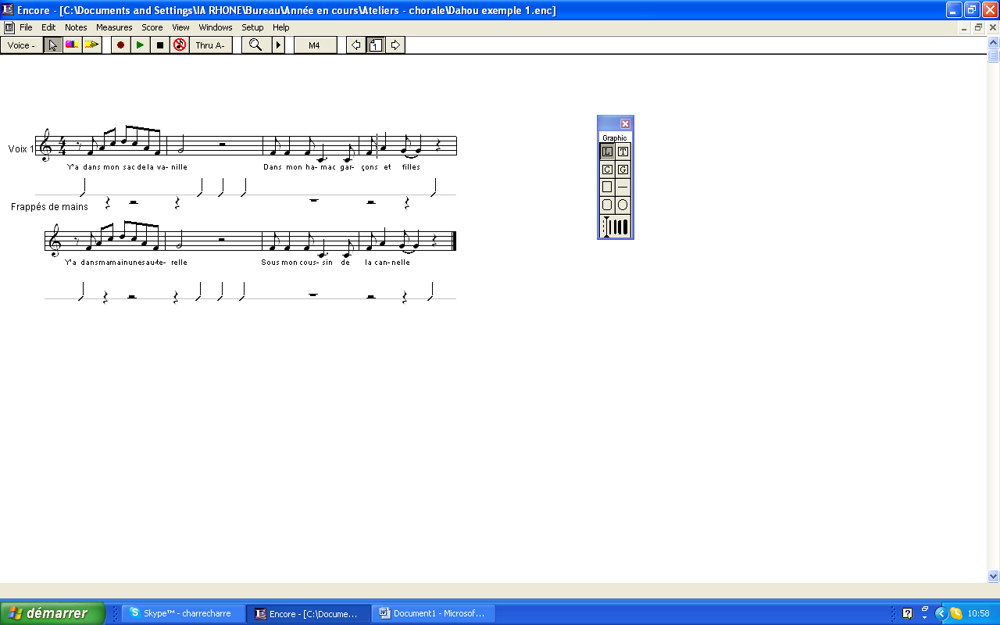 Encore - [C:\Documents and Settings\IA RHONE\Bureau\Année en cours\Ateliers - chorale\Dahou exemple 1.enc]
File Edit Notes Measures Score View Windows Setup Help
Voice - Thru A- M4 1
Graphic
L T
C G
Voix 1
Y'a dans mon sac de la va- nille Dans mon ha- mac gar- çons et filles
Frappés de mains
Y'a dansmamainunesau-te- relle Sous mon cous- sin de la can-nelle
démarrer Skype™ - charrecharre Encore - [C:\Docume... Document1 - Microsof... 10:58